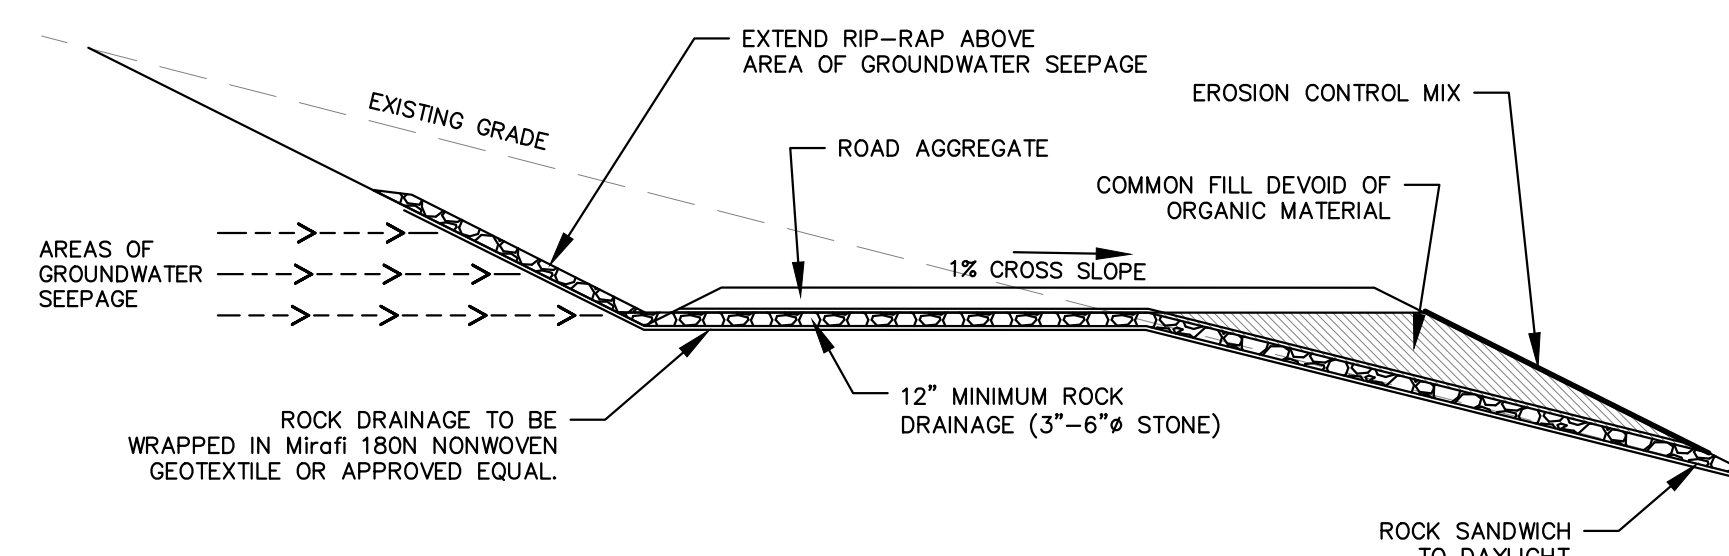 EXTEND RIP-RAP ABOVE
AREA OF GROUNDWATER SEEPAGE
EROSION CONTROL MIX
EXISTING GRADE
ROAD AGGREGATE
COMMON FILL DEVOID OF
ORGANIC MATERIAL
AREAS OF
GROUNDWATER
SEEPAGE
1% CROSS SLOPE
12" MINIMUM ROCK
DRAINAGE (3"-6"ø STONE)
ROCK DRAINAGE TO BE
WRAPPED IN Mirafi 180N NONWOVEN
GEOTEXTILE OR APPROVED EQUAL.
ROCK SANDWICH
TO DAYLIGHT